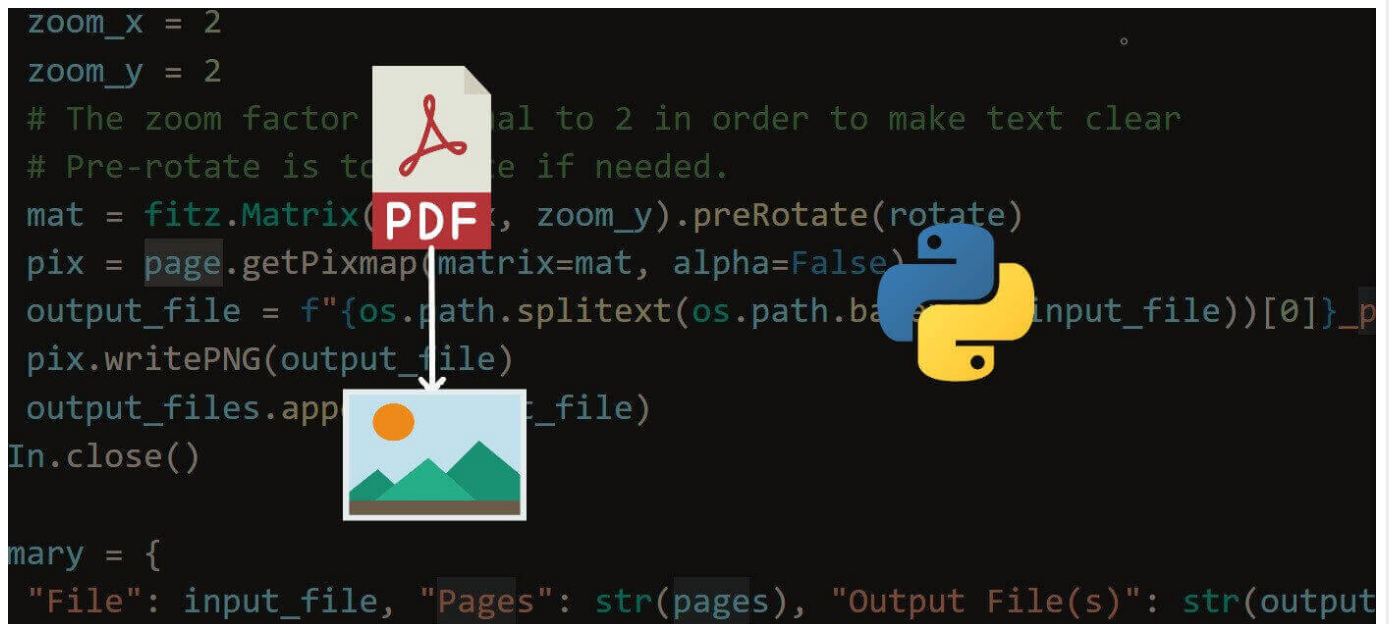 zoom_x = 2
zoom_y = 2
# The zoom factor al to 2 in order to make text clear
# Pre-rotate is to e if needed.
mat = fitz.Matrix( , zoom_y).preRotate(rotate)
PDF
pix = page.getPixmap(matrix=mat, alpha=False)
output_file = f"{os.path.splitext(os.path.ba input_file))[0]}_p
pix.writePNG(output_file)
output_files.app _file)
In.close()
mary = {
"File": input_file, "Pages": str(pages), "Output File(s)": str(output